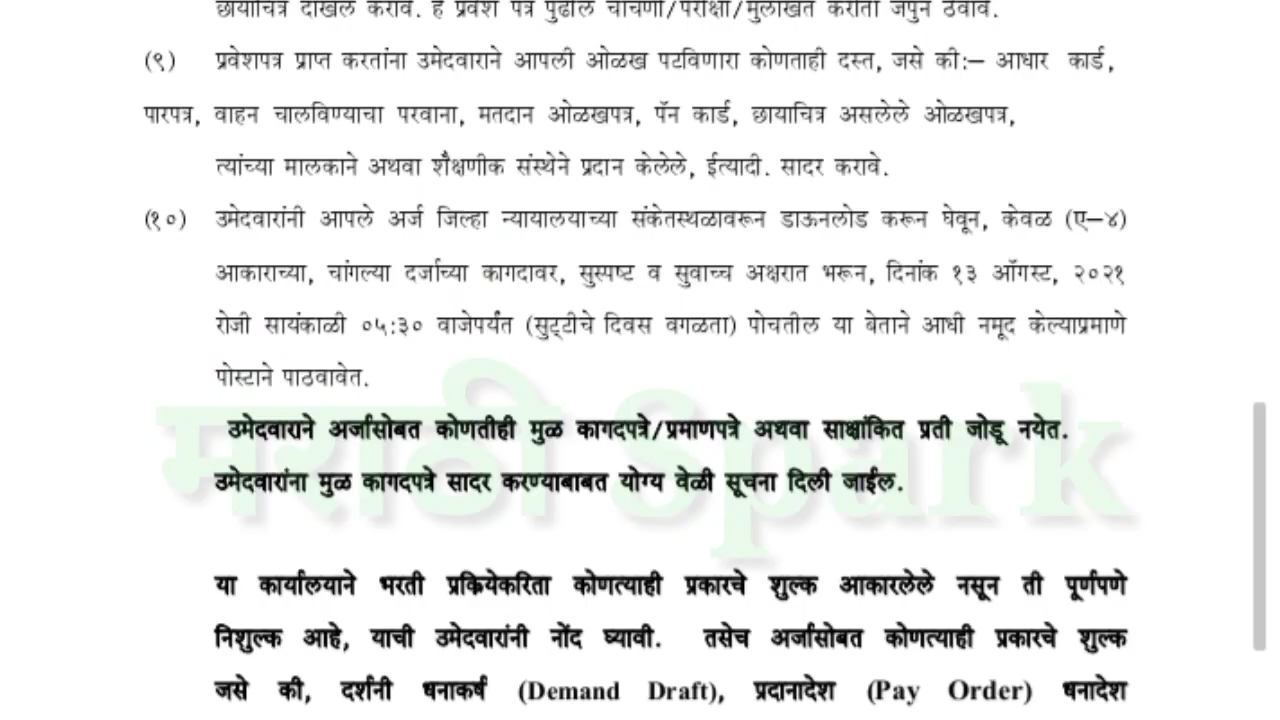 छायाचित्र दाखल करावे. हे प्रवेश पत्र पुढील चाचणी/परीक्षा/मुलाखत करीता जपुन ठेवावे.
(९) प्रवेशपत्र प्राप्त करतांना उमेदवाराने आपली ओळख पटविणारा कोणताही दस्त, जसे की:— आधार कार्ड,
पारपत्र, वाहन चालविण्याचा परवाना, मतदान ओळखपत्र, पॅन कार्ड, छायाचित्र असलेले ओळखपत्र,
त्यांच्या मालकाने अथवा शैक्षणीक संस्थेने प्रदान केलेले, ईत्यादी. सादर करावे.
(१०) उमेदवारांनी आपले अर्ज जिल्हा न्यायालयाच्या संकेतस्थळावरून डाऊनलोड करून घेवून, केवळ (ए—४)
आकाराच्या, चांगल्या दर्जाच्या कागदावर, सुस्पष्ट व सुवाच्च अक्षरात भरून, दिनांक १३ ऑगस्ट, २०२१
रोजी सायंकाळी ०५:३० वाजेपर्यंत (सुट्टीचे दिवस वगळता) पोचतील या बेताने आधी नमूद केल्याप्रमाणे
पोस्टाने पाठवावेत.
मराठी Spark
उमेदवाराने अर्जासोबत कोणतीही मुळ कागदपत्रे/प्रमाणपत्रे अथवा साक्षांकित प्रती जोडू नयेत.
उमेदवारांना मुळ कागदपत्रे सादर करण्याबाबत योग्य वेळी सूचना दिली जाईल.
या कार्यालयाने भरती प्रक्रियेकरिता कोणत्याही प्रकारचे शुल्क आकारलेले नसून ती पूर्णपणे
निशुल्क आहे, याची उमेदवारांनी नोंद घ्यावी. तसेच अर्जासोबत कोणत्याही प्रकारचे शुल्क
जसे की, दर्शनी धनाकर्ष (Demand Draft), प्रदानादेश (Pay Order) धनादेश